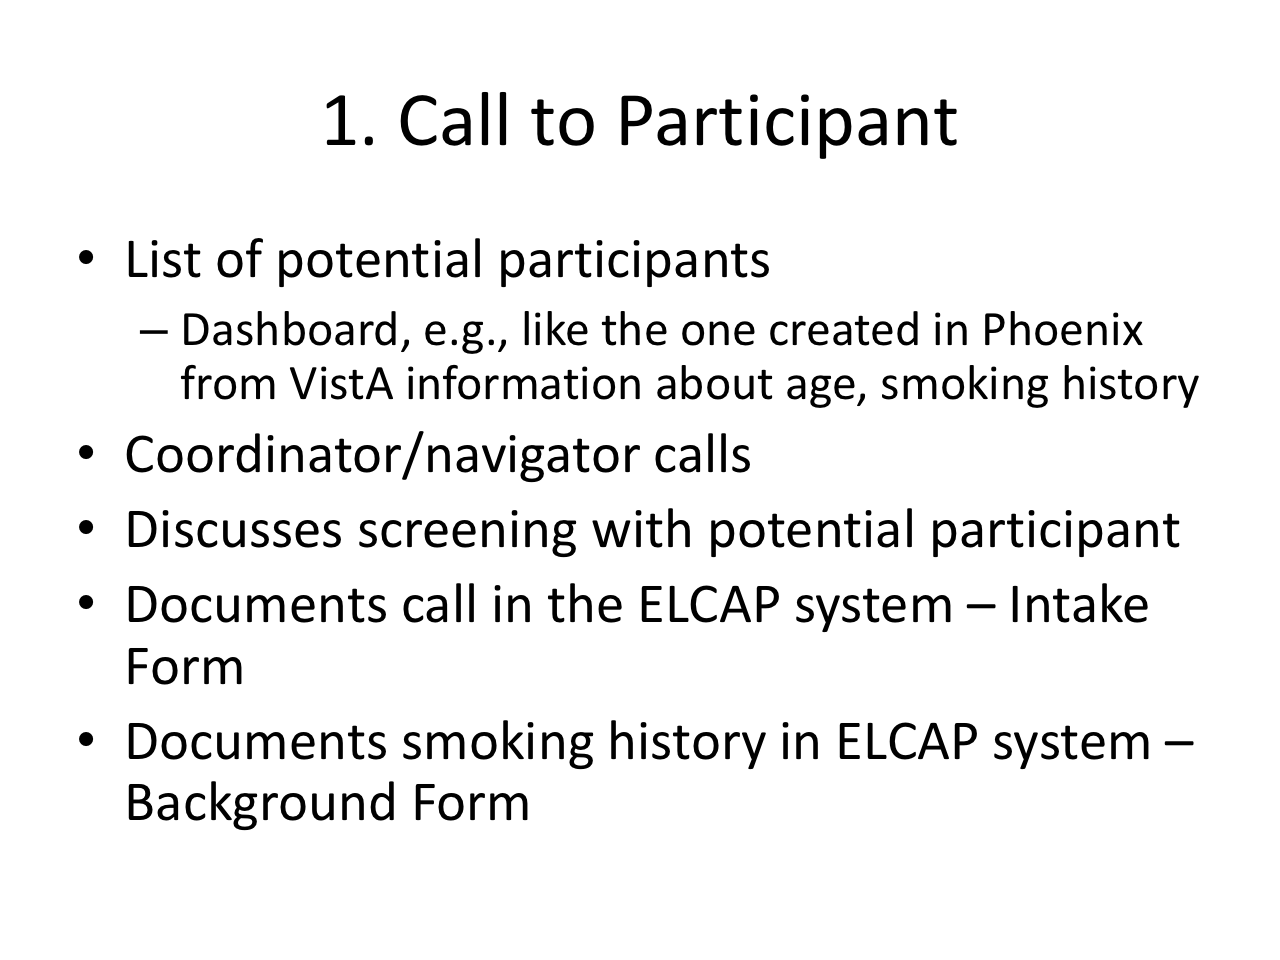 1. Call to Participant
• List of potential participants
– Dashboard, e.g., like the one created in Phoenix
from VistA information about age, smoking history
• Coordinator/navigator calls
• Discusses screening with potential participant
• Documents call in the ELCAP system – Intake
Form
• Documents smoking history in ELCAP system –
Background Form